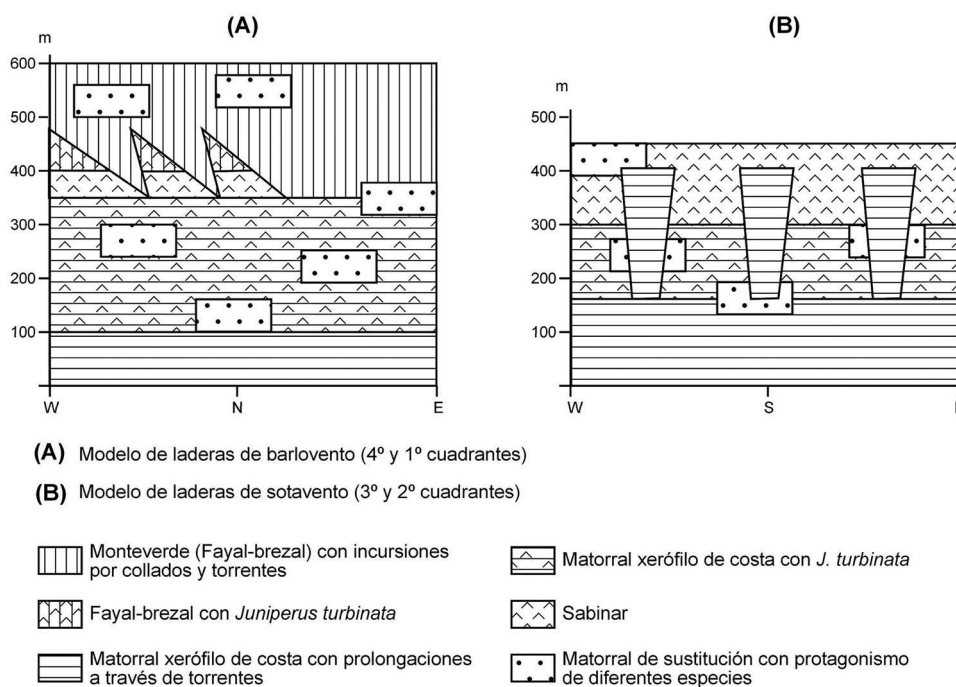 (A)
(B)
m
600
500
400
300
200
100
W
N
E
m
500
400
300
200
100
W
S
(A) Modelo de laderas de barlovento (4º y 1º cuadrantes)
(B) Modelo de laderas de sotavento (3º y 2º cuadrantes)
Monteverde (Fayal-brezal) con incursiones
por collados y torrentes
Fayal-brezal con Juniperus turbinata
Matorral xerófilo de costa con prolongaciones
a través de torrentes
Matorral xerófilo de costa con J. turbinata
Sabinar
Matorral de sustitución con protagonismo
de diferentes especies